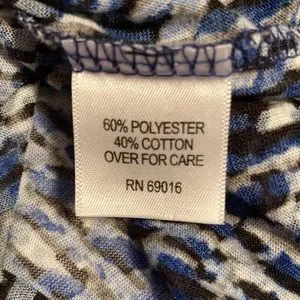 60% POLYESTER
40% COTTON
OVER FOR CARE
RN 69016